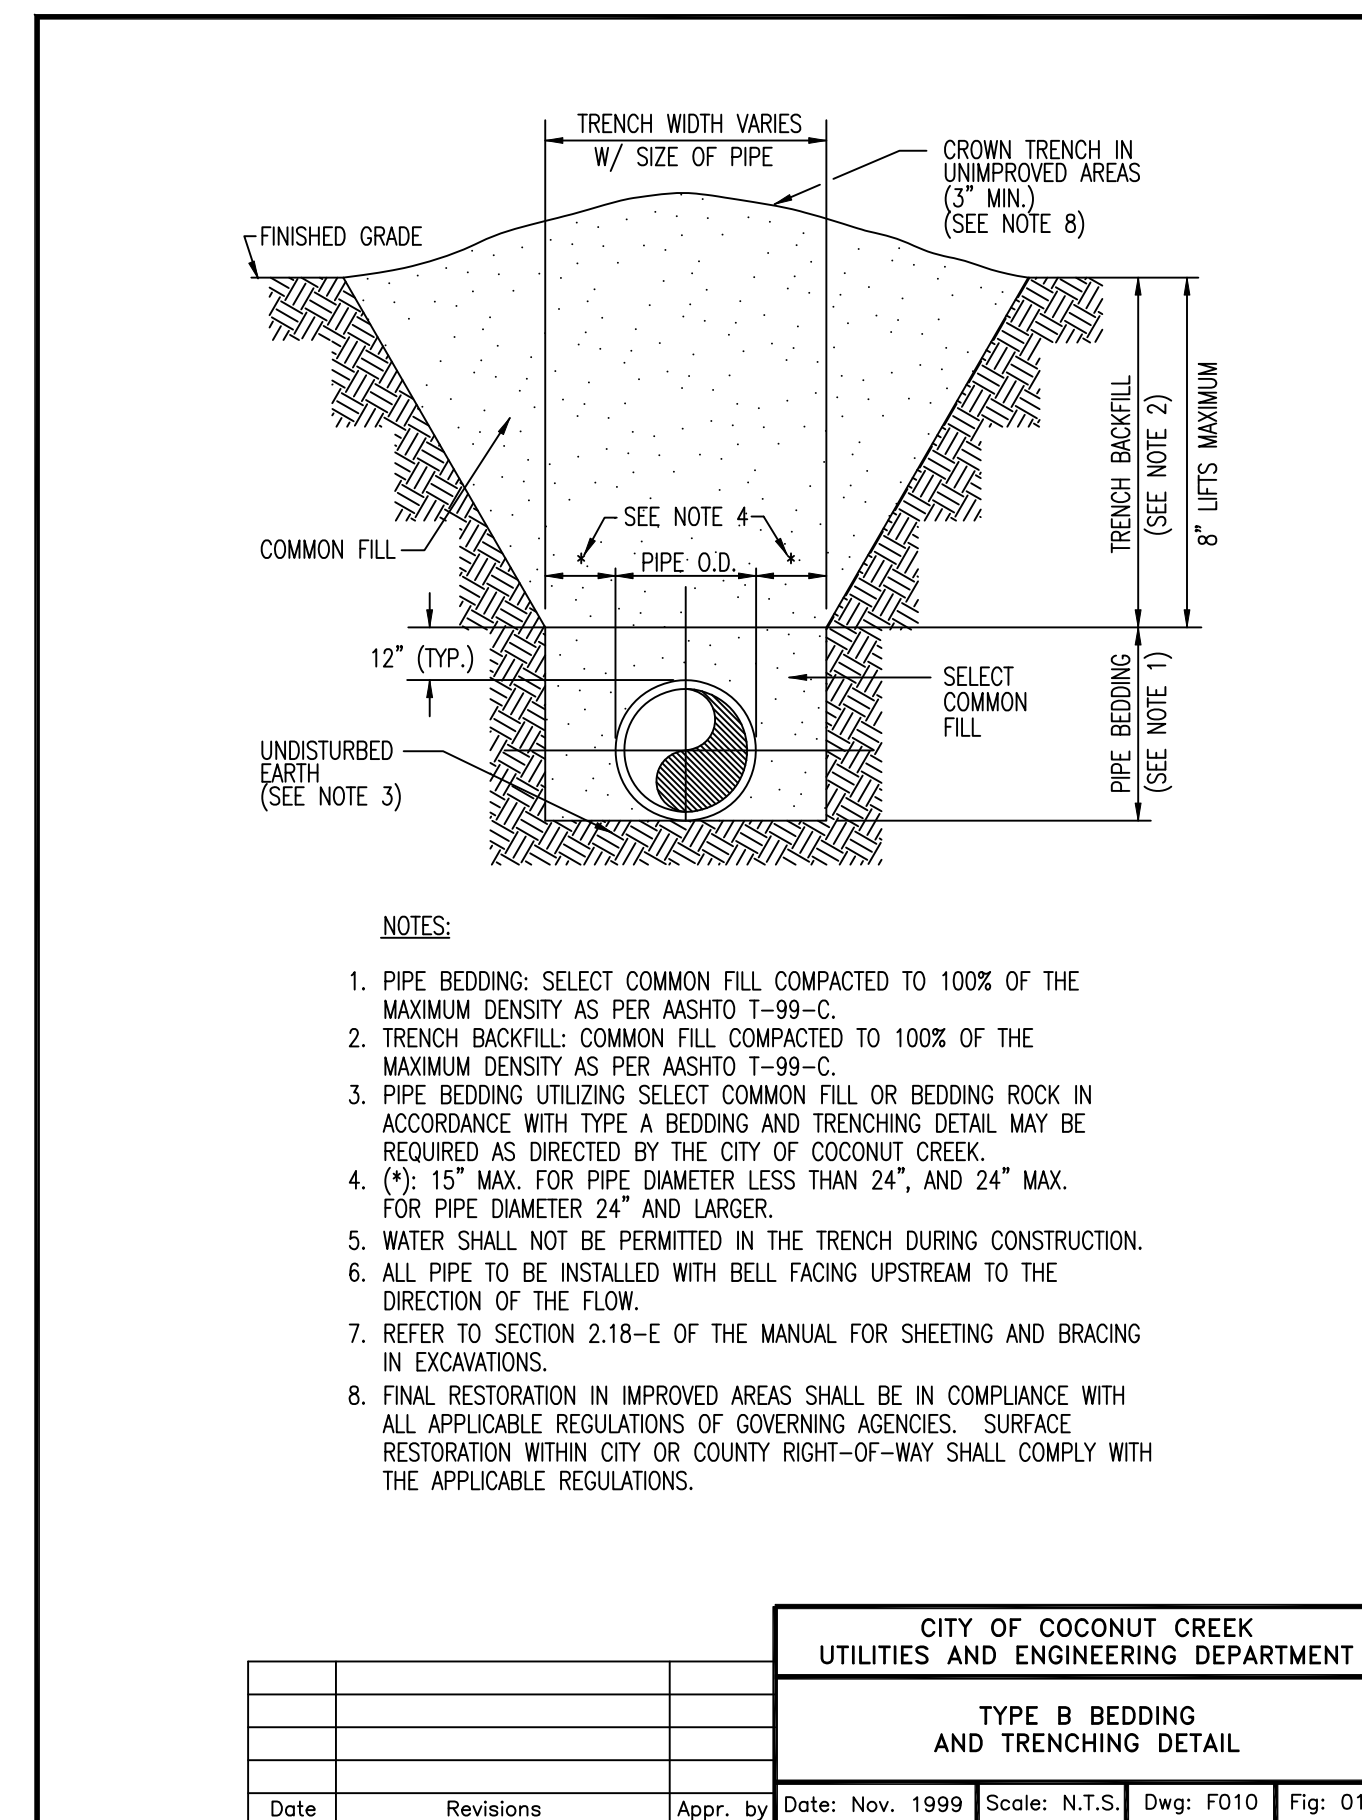 TRENCH WIDTH VARIES
W/ SIZE OF PIPE
CROWN TRENCH IN
UNIMPROVED AREAS
(3" MIN.)
(SEE NOTE 8)
FINISHED GRADE
TRENCH BACKFILL
(SEE NOTE 2)
8" LIFTS MAXIMUM
SEE NOTE 4
*
*
PIPE O.D.
COMMON FILL
12" (TYP.)
SELECT
COMMON
FILL
PIPE BEDDING
(SEE NOTE 1)
UNDISTURBED
EARTH
(SEE NOTE 3)
NOTES:
1. PIPE BEDDING: SELECT COMMON FILL COMPACTED TO 100% OF THE
MAXIMUM DENSITY AS PER AASHTO T-99-C.
2. TRENCH BACKFILL: COMMON FILL COMPACTED TO 100% OF THE
MAXIMUM DENSITY AS PER AASHTO T-99-C.
3. PIPE BEDDING UTILIZING SELECT COMMON FILL OR BEDDING ROCK IN
ACCORDANCE WITH TYPE A BEDDING AND TRENCHING DETAIL MAY BE
REQUIRED AS DIRECTED BY THE CITY OF COCONUT CREEK.
4. (*): 15" MAX. FOR PIPE DIAMETER LESS THAN 24", AND 24" MAX.
FOR PIPE DIAMETER 24" AND LARGER.
5. WATER SHALL NOT BE PERMITTED IN THE TRENCH DURING CONSTRUCTION.
6. ALL PIPE TO BE INSTALLED WITH BELL FACING UPSTREAM TO THE
DIRECTION OF THE FLOW.
7. REFER TO SECTION 2.18-E OF THE MANUAL FOR SHEETING AND BRACING
IN EXCAVATIONS.
8. FINAL RESTORATION IN IMPROVED AREAS SHALL BE IN COMPLIANCE WITH
ALL APPLICABLE REGULATIONS OF GOVERNING AGENCIES. SURFACE
RESTORATION WITHIN CITY OR COUNTY RIGHT-OF-WAY SHALL COMPLY WITH
THE APPLICABLE REGULATIONS.
CITY OF COCONUT CREEK
UTILITIES AND ENGINEERING DEPARTMENT
TYPE B BEDDING
AND TRENCHING DETAIL
Date Revisions Appr. by
Date: Nov. 1999 Scale: N.T.S. Dwg: F010 Fig: 01